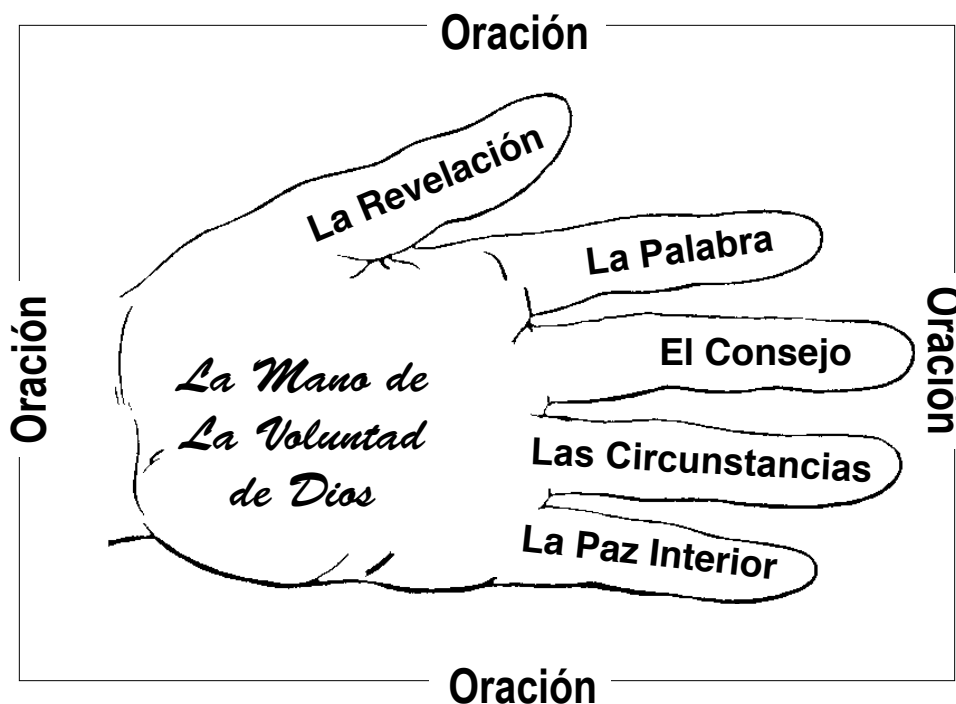 Oración
La Revelación
La Palabra
Oración
Oración
El Consejo
La Mano de
La Voluntad
de Dios
Las Circunstancias
La Paz Interior
Oración